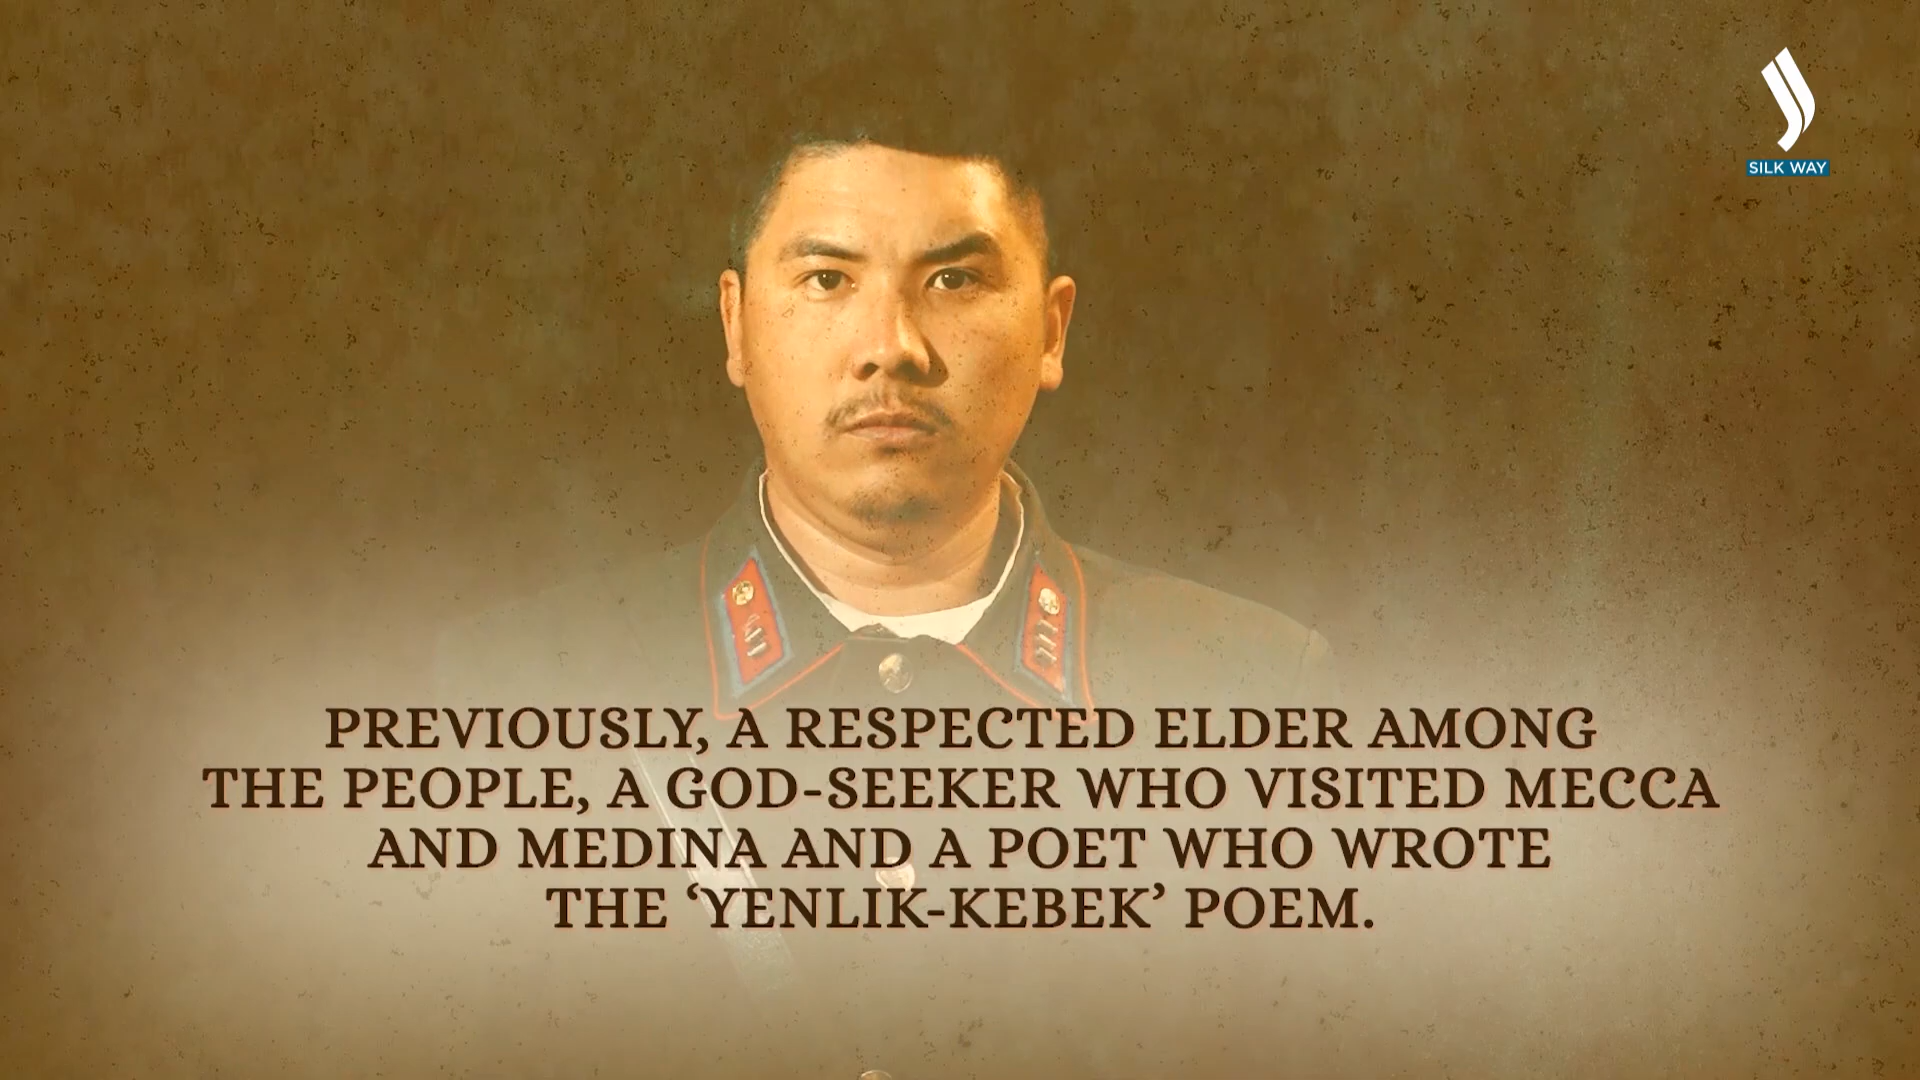 SILK WAY
PREVIOUSLY, A RESPECTED ELDER AMONG
THE PEOPLE, A GOD-SEEKER WHO VISITED MECCA
AND MEDINA AND A POET WHO WROTE
THE ‘YENLIK-KEBEK’ POEM.